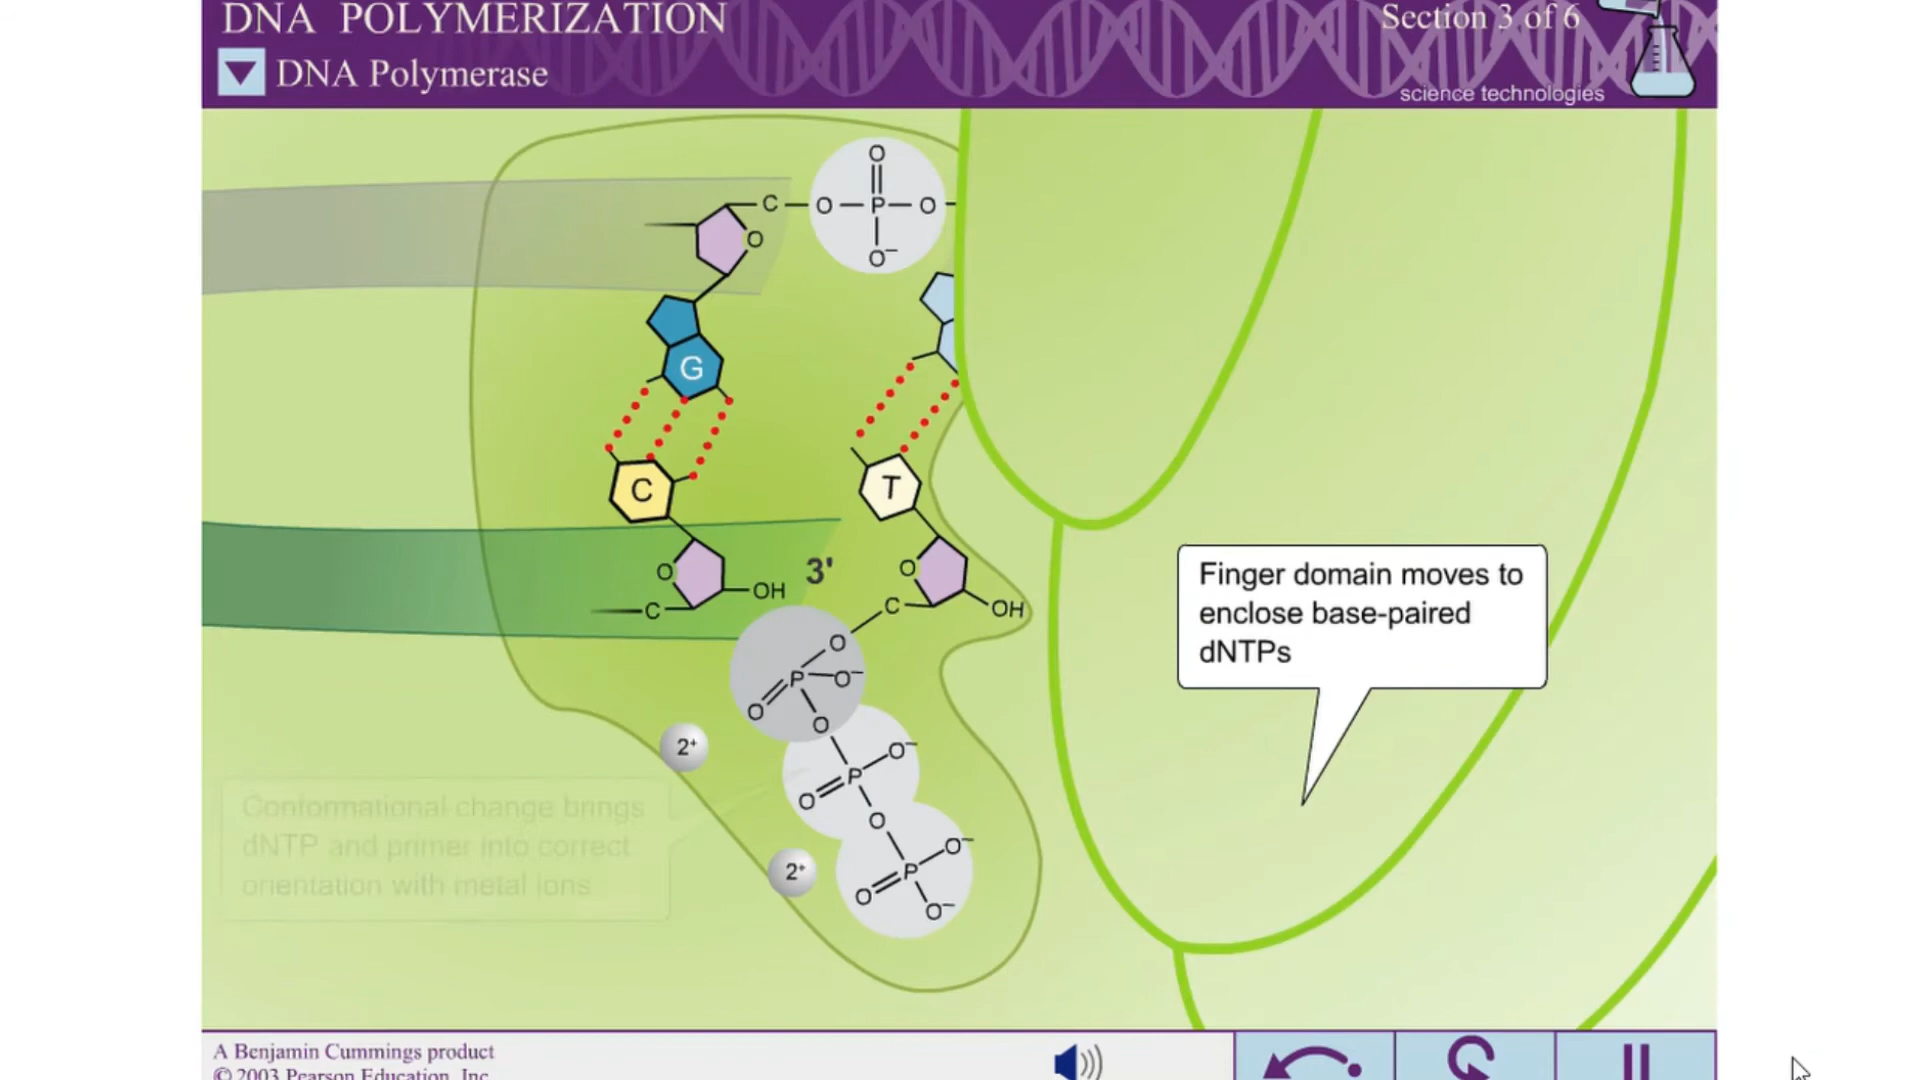 DNA POLYMERIZATION
Section 3 of 6
DNA Polymerase
science technologies
O
C O P O
O⁻
O
G
C
T
O
OH
3'
C
O
C
OH
O
P O⁻
O
O
2⁺
O⁻
P
O
O
O⁻
2⁺
P
O
O⁻
Finger domain moves to
enclose base-paired
dNTPs
Conformational change brings
dNTP and primer into correct
orientation with metal ions
A Benjamin Cummings product
© 2003 Pearson Education, Inc.